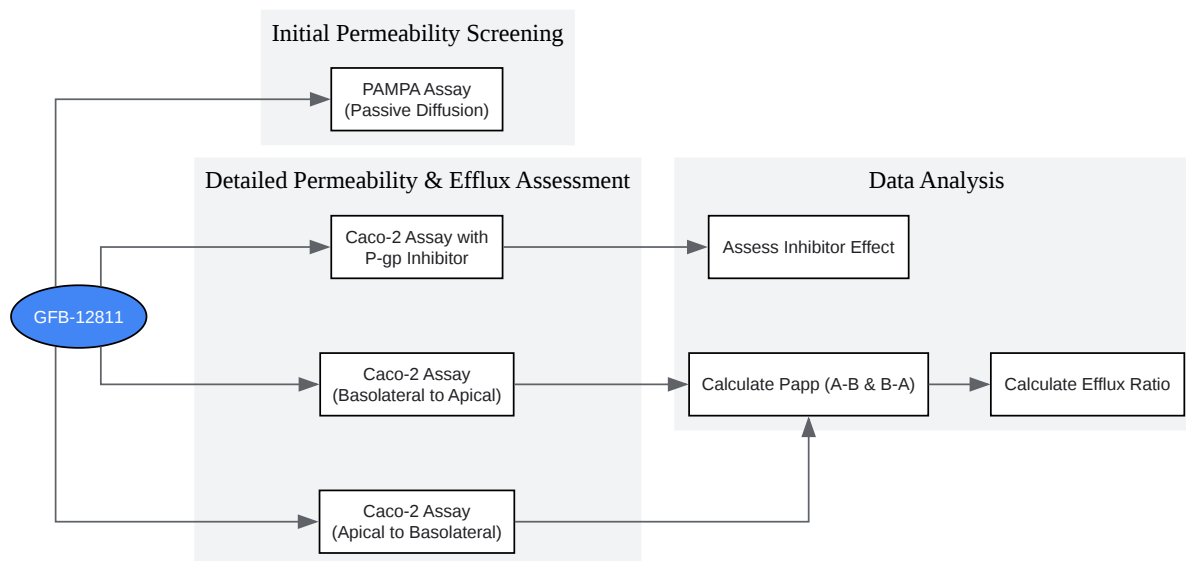 Initial Permeability Screening
PAMPA Assay
(Passive Diffusion)
Detailed Permeability & Efflux Assessment
Data Analysis
Caco-2 Assay with
P-gp Inhibitor
Assess Inhibitor Effect
GFB-12811
Caco-2 Assay
(Basolateral to Apical)
Calculate Papp (A-B & B-A)
Calculate Efflux Ratio
Caco-2 Assay
(Apical to Basolateral)